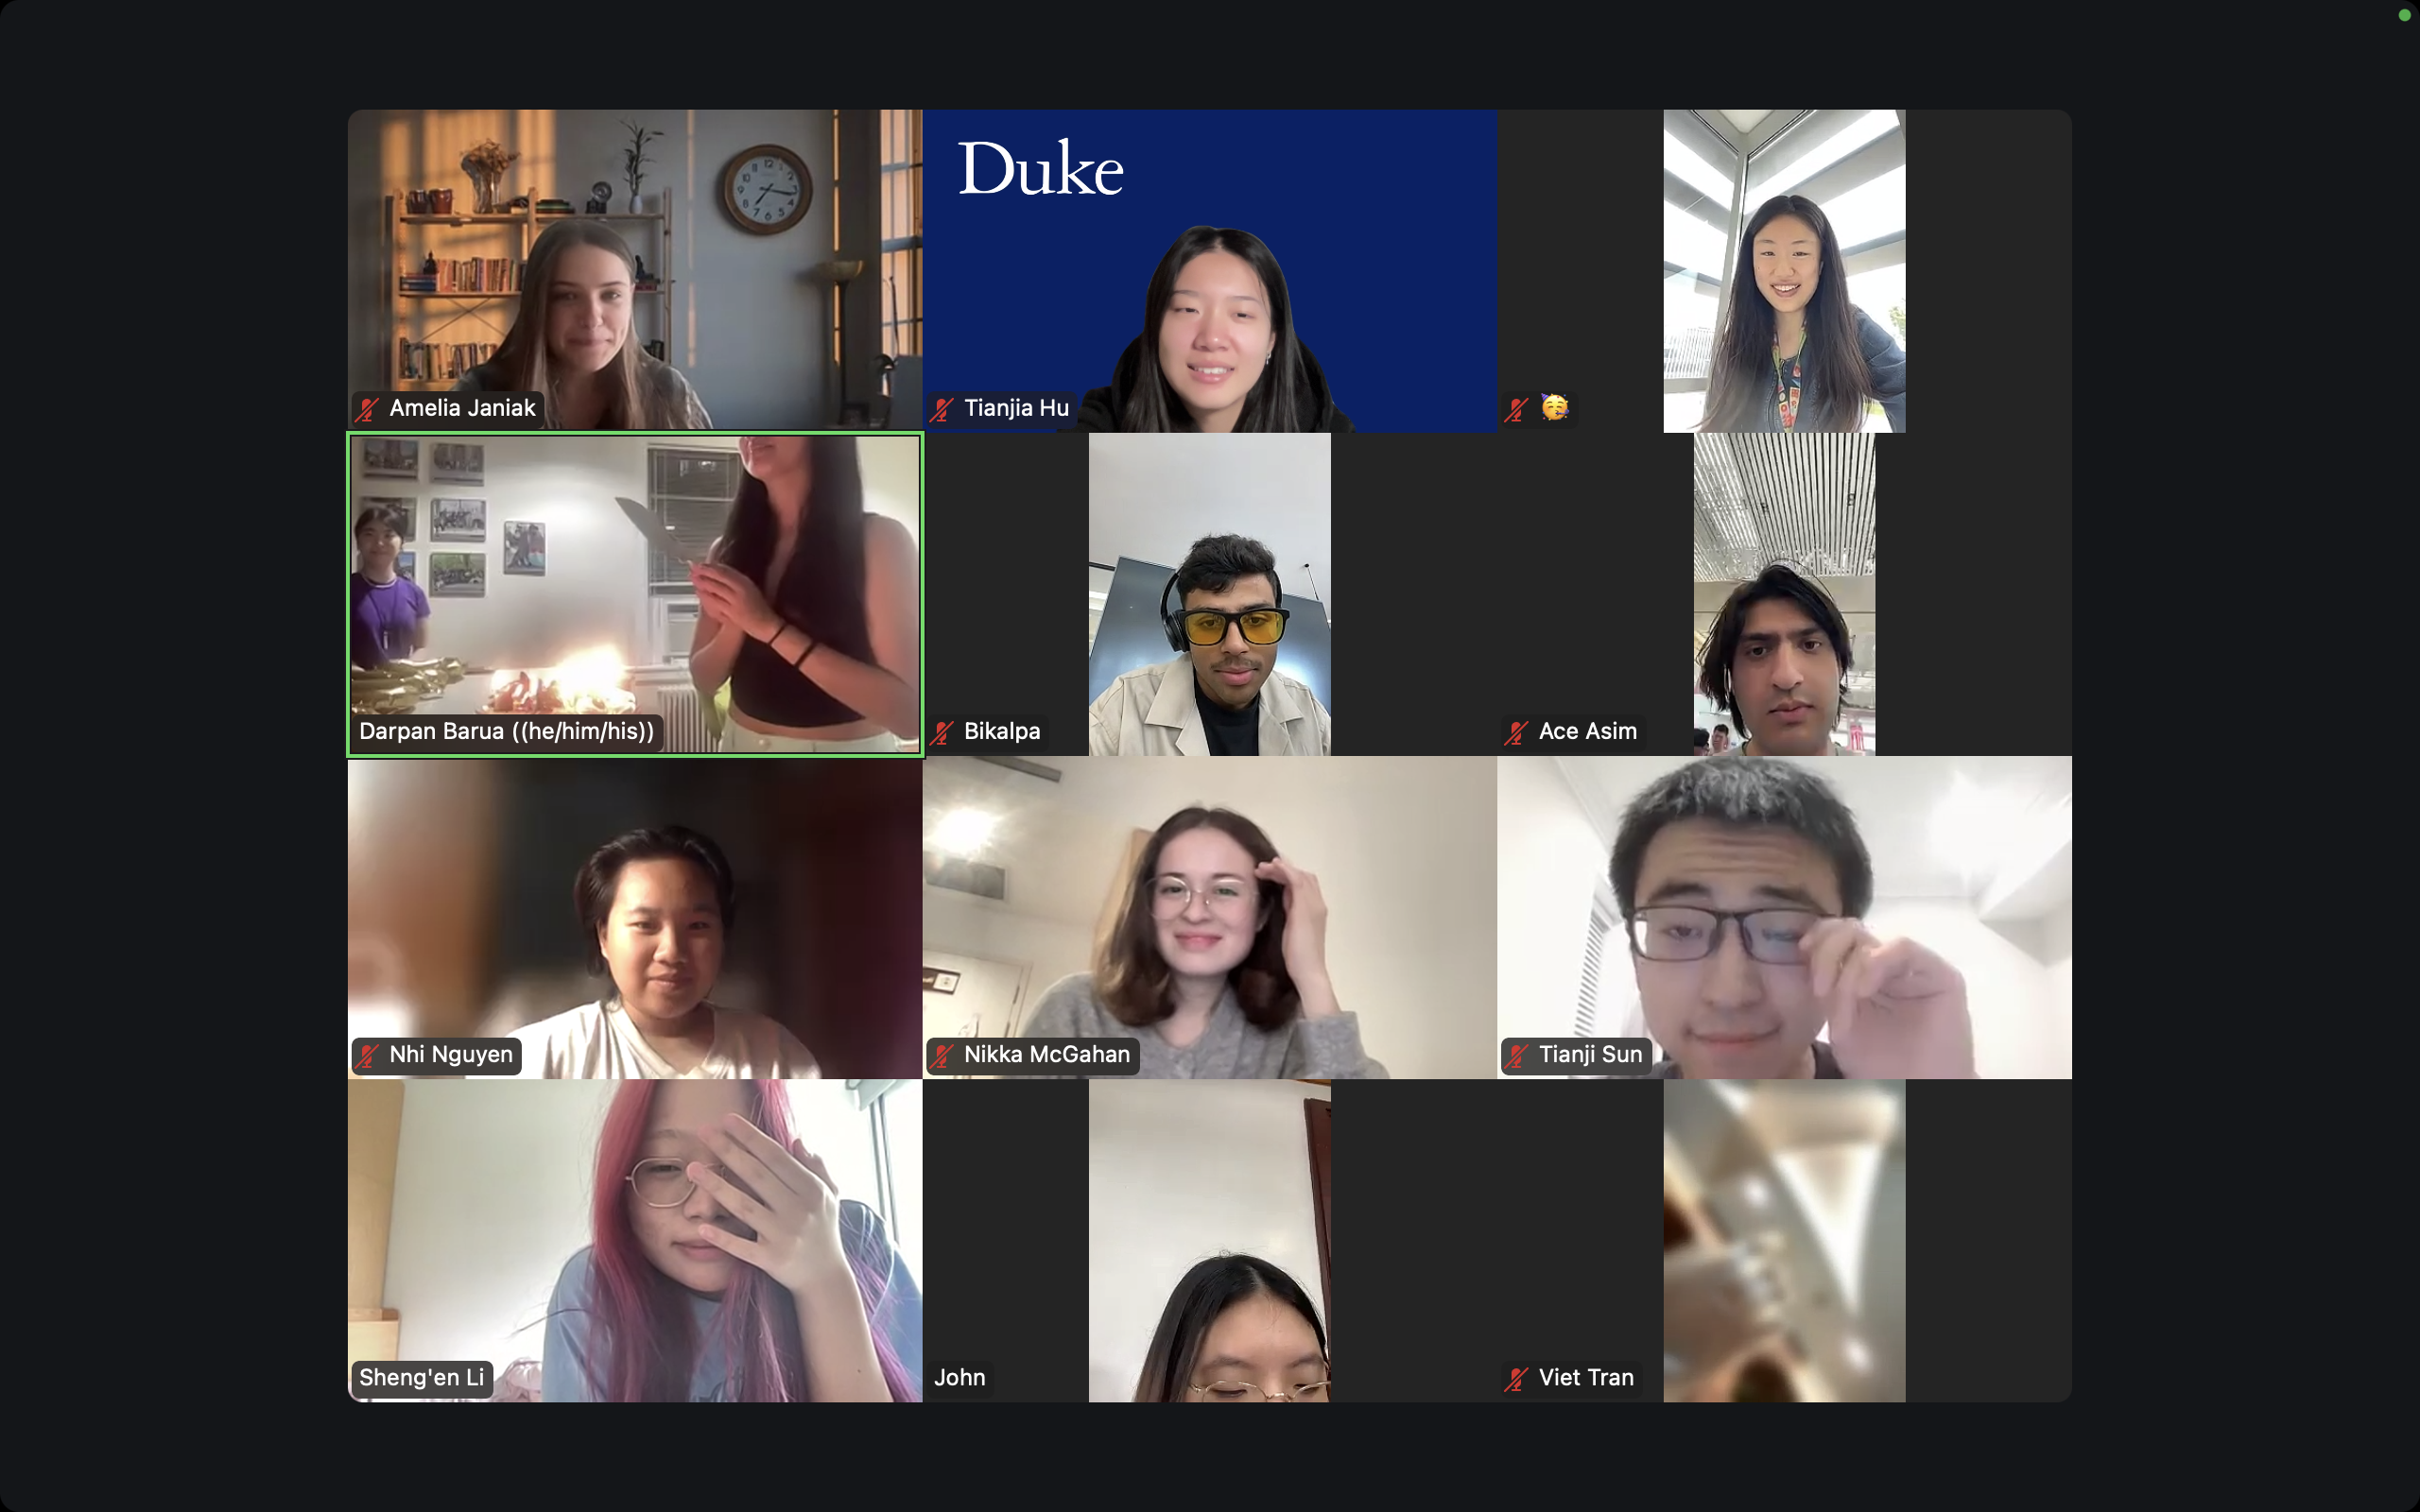 Duke
Amelia Janiak
Tianjia Hu
🥳
Darpan Barua ((he/him/his))
Bikalpa
Ace Asim
Nhi Nguyen
Nikka McGahan
Tianji Sun
Sheng'en Li
John
Viet Tran